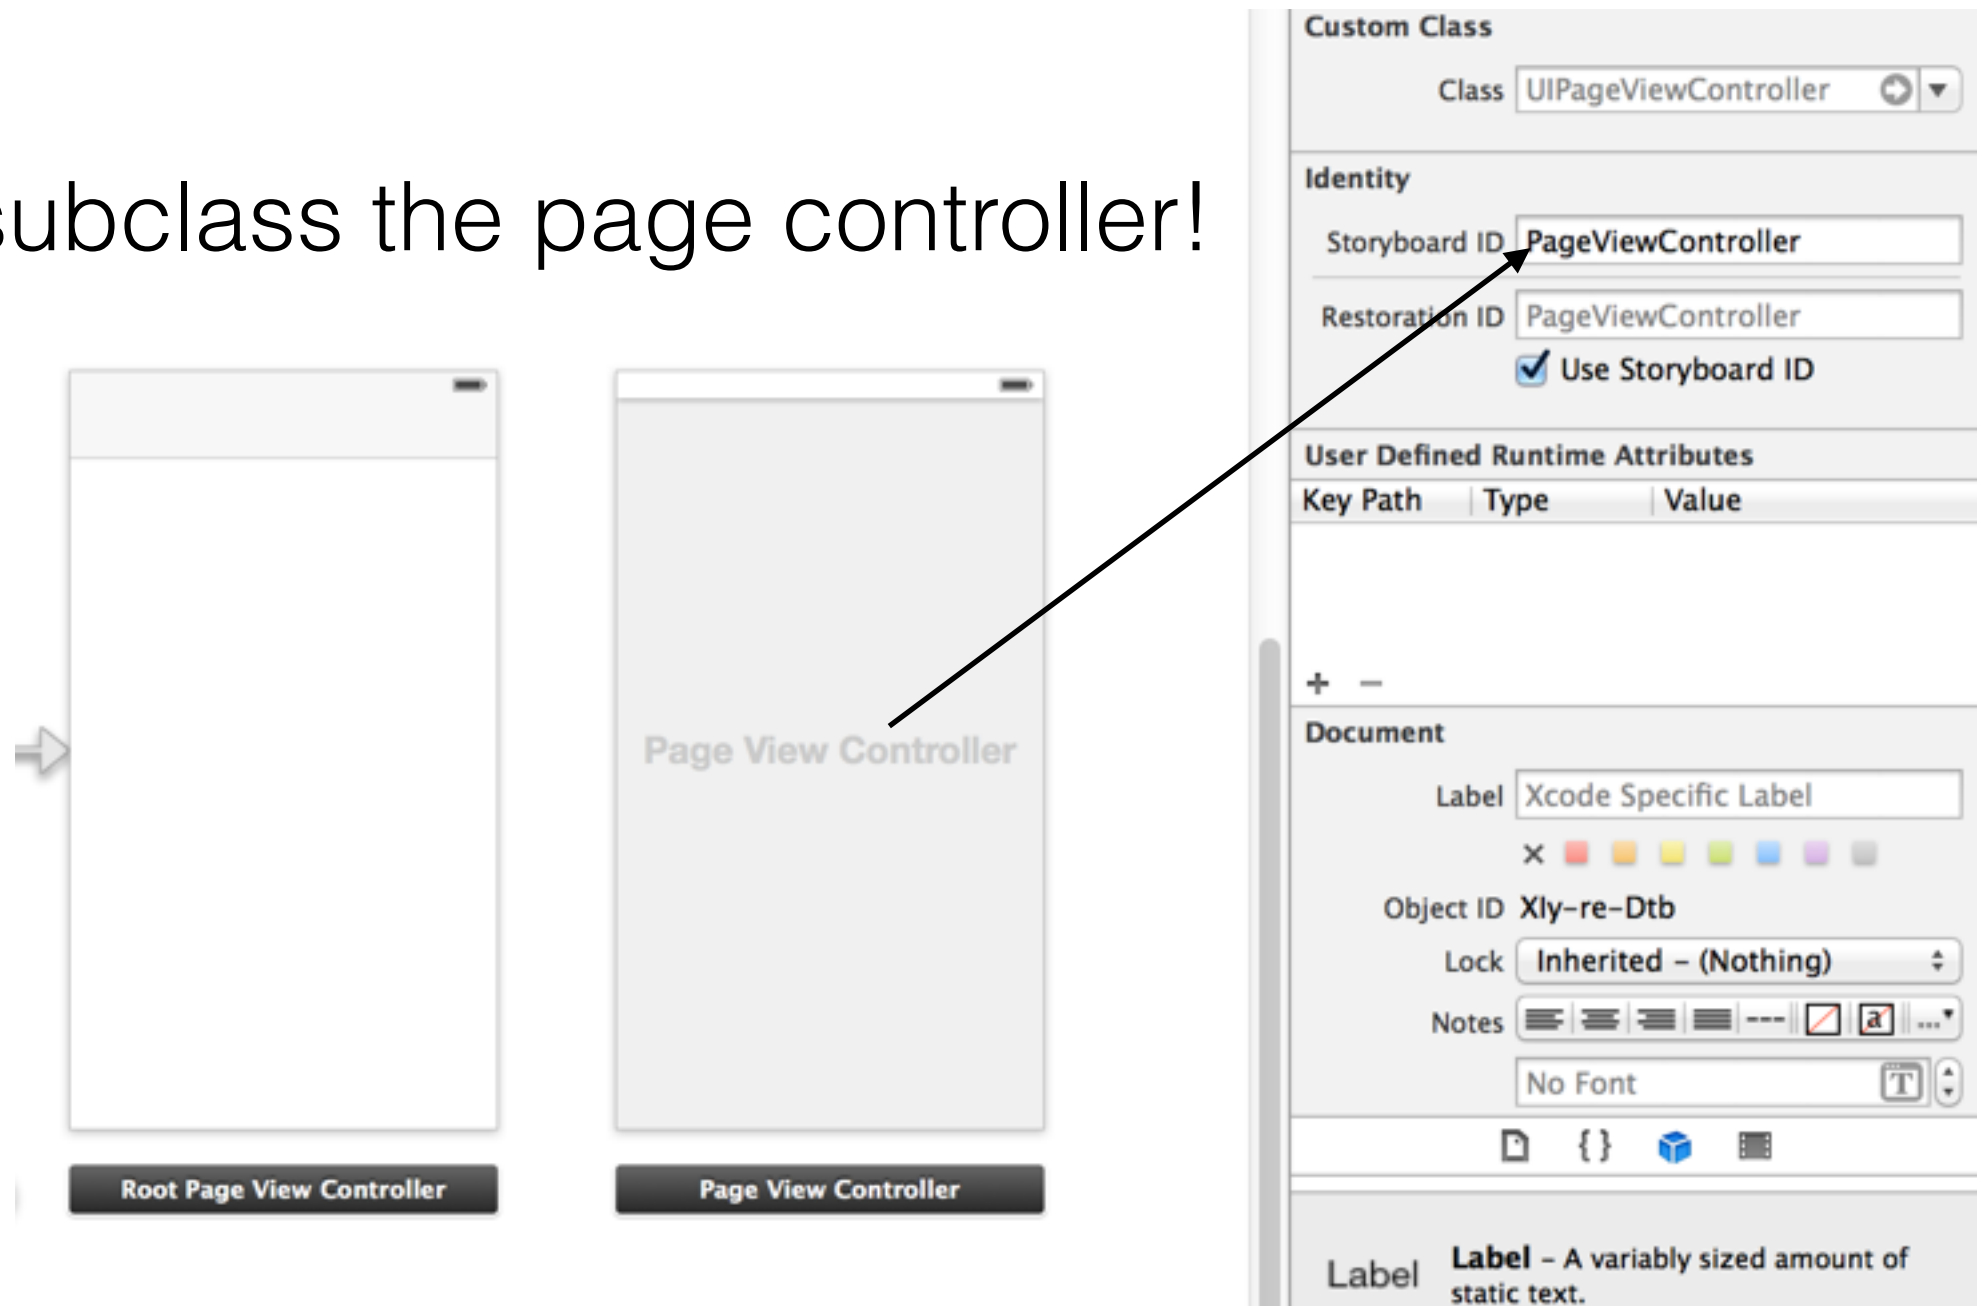 subclass the page controller!
Page View Controller
Root Page View Controller
Page View Controller
Custom Class
Class UIPageViewController
Identity
Storyboard ID PageViewController
Restoration ID PageViewController
Use Storyboard ID
User Defined Runtime Attributes
Key Path Type Value
+ −
Document
Label Xcode Specific Label
Object ID Xly-re-Dtb
Lock Inherited - (Nothing)
Notes
No Font
Label
Label - A variably sized amount of
static text.